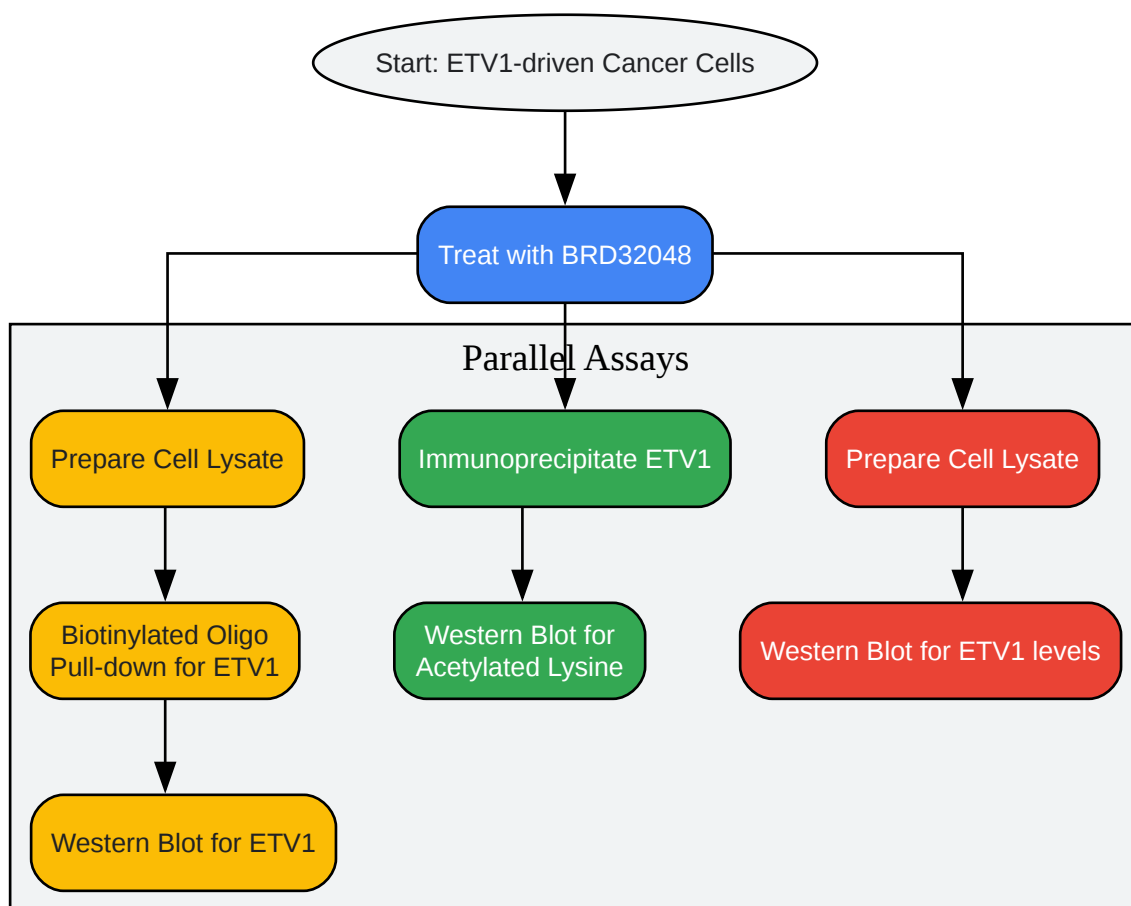 Start: ETV1-driven Cancer Cells
Treat with BRD32048
Parallel Assays
Prepare Cell Lysate
Immunoprecipitate ETV1
Prepare Cell Lysate
Biotinylated Oligo
Pull-down for ETV1
Western Blot for
Acetylated Lysine
Western Blot for ETV1 levels
Western Blot for ETV1